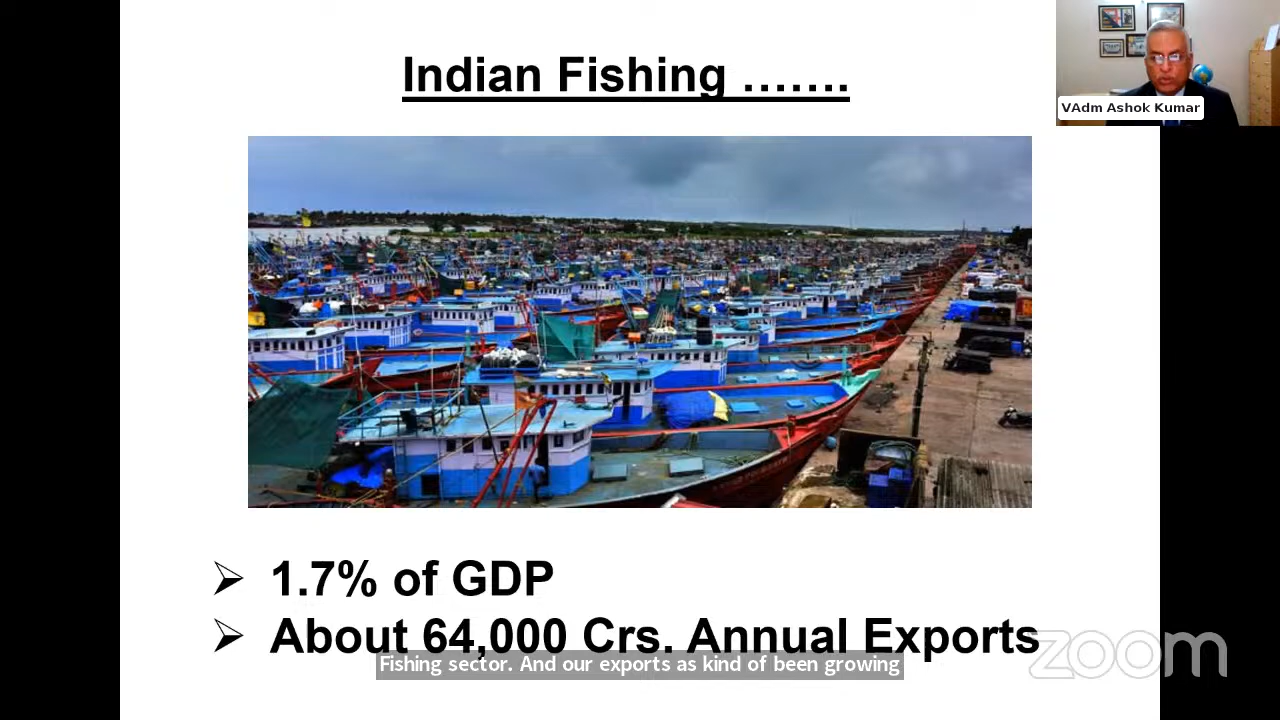 Indian Fishing …….
VAdm Ashok Kumar
➢ 1.7% of GDP
➢ About 64,000 Crs. Annual Exports
Fishing sector. And our exports as kind of been growing
zoom